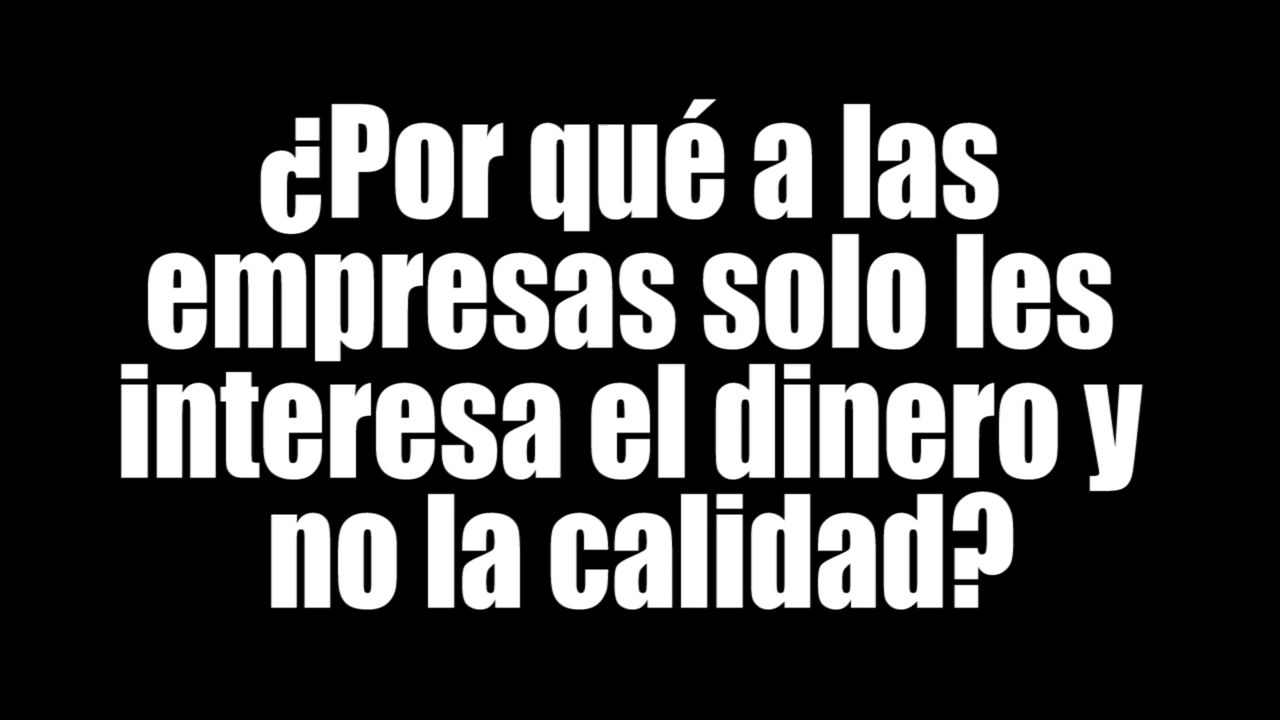 ¿Por qué a las
empresas solo les
interesa el dinero y
no la calidad?